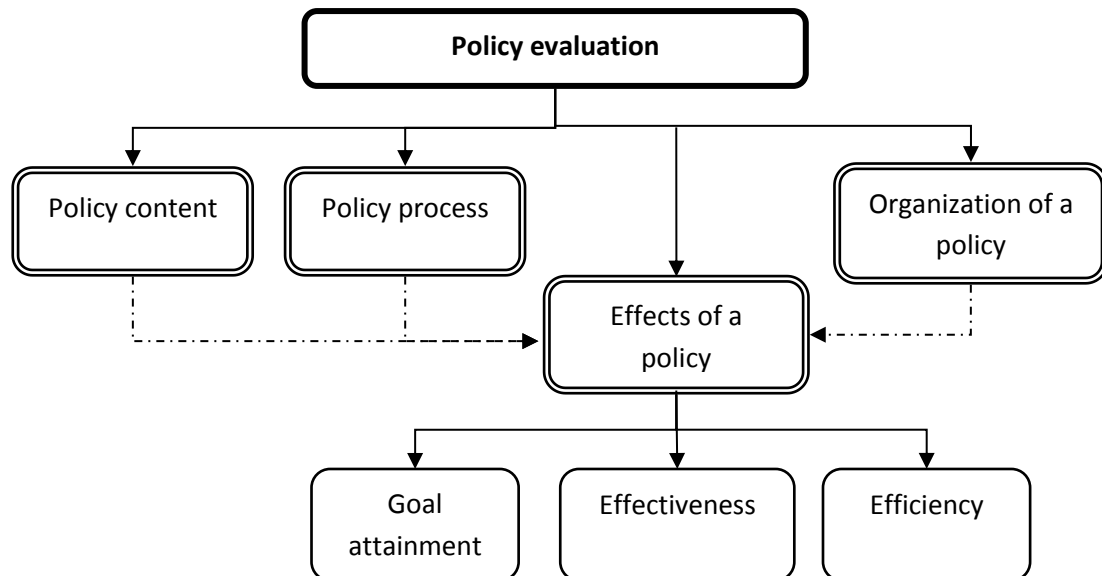 Policy evaluation
Policy content
Policy process
Organization of a
policy
Effects of a
policy
Goal
attainment
Effectiveness
Efficiency